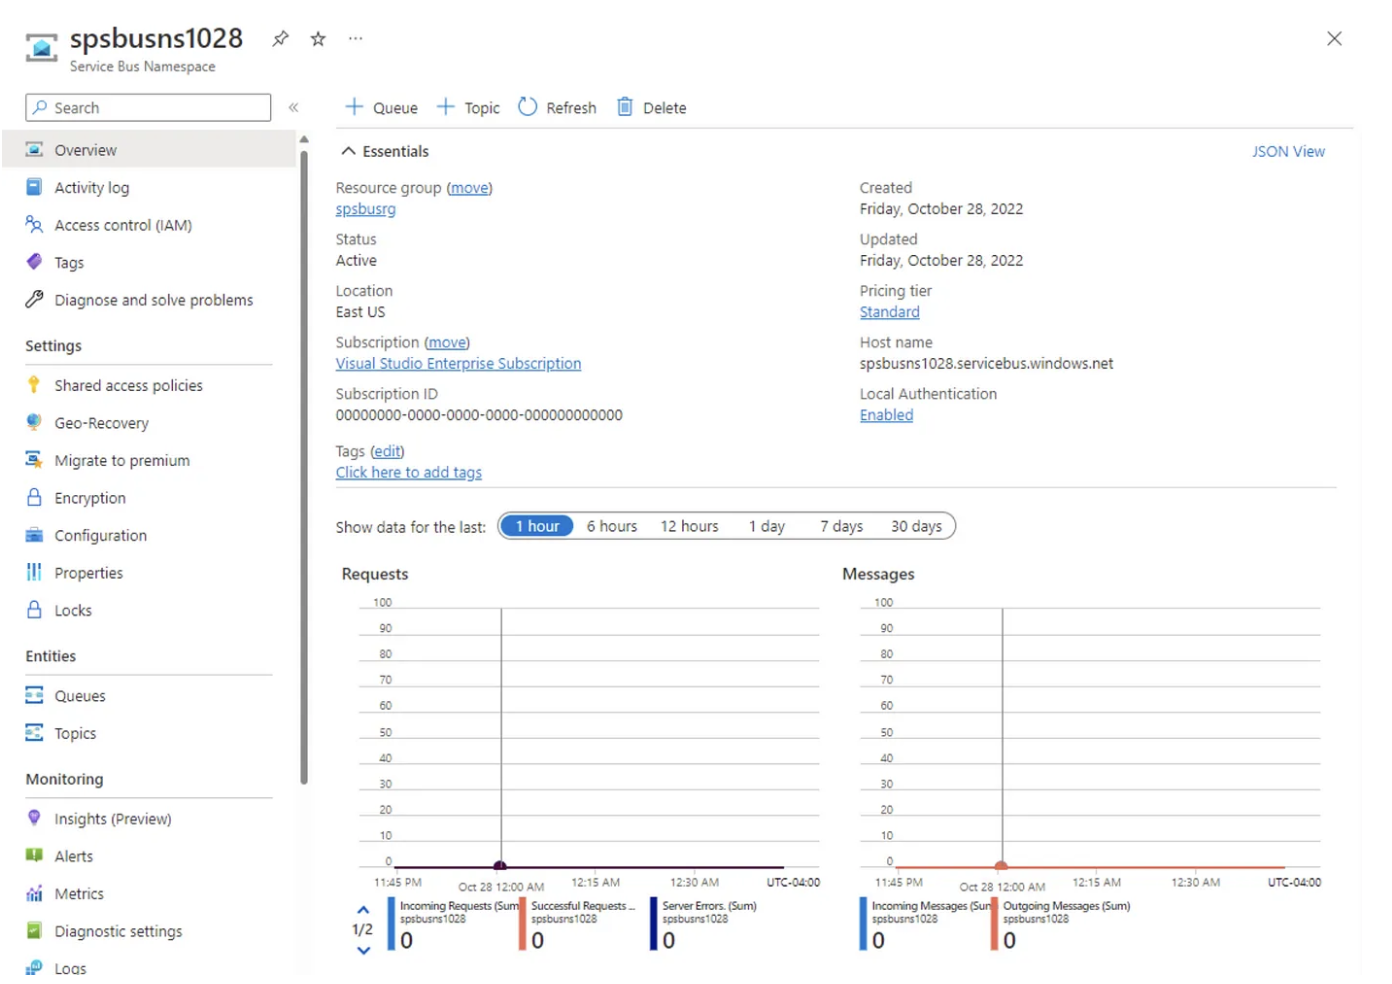 spsbusns1028
Service Bus Namespace
Search
Overview
Activity log
Access control (IAM)
Tags
Diagnose and solve problems
Settings
Shared access policies
Geo-Recovery
Migrate to premium
Encryption
Configuration
Properties
Locks
Entities
Queues
Topics
Monitoring
Insights (Preview)
Alerts
Metrics
Diagnostic settings
Logs
Queue Topic Refresh Delete
Essentials
JSON View
Resource group (move)
spsbusrg
Status
Active
Location
East US
Subscription (move)
Visual Studio Enterprise Subscription
Subscription ID
00000000-0000-0000-0000-000000000000
Tags (edit)
Click here to add tags
Created
Friday, October 28, 2022
Updated
Friday, October 28, 2022
Pricing tier
Standard
Host name
spsbusns1028.servicebus.windows.net
Local Authentication
Enabled
Show data for the last: 1 hour 6 hours 12 hours 1 day 7 days 30 days
Requests
100
90
80
70
60
50
40
30
20
10
0
11:45 PM Oct 28 12:00 AM 12:15 AM 12:30 AM UTC-04:00
1/2
Incoming Requests (Sum
spsbusns1028
0
Successful Requests ...
spsbusns1028
0
Server Errors. (Sum)
spsbusns1028
0
Messages
100
90
80
70
60
50
40
30
20
10
0
11:45 PM Oct 28 12:00 AM 12:15 AM 12:30 AM UTC-04:00
Incoming Messages (Sum
spsbusns1028
0
Outgoing Messages (Sum)
spsbusns1028
0